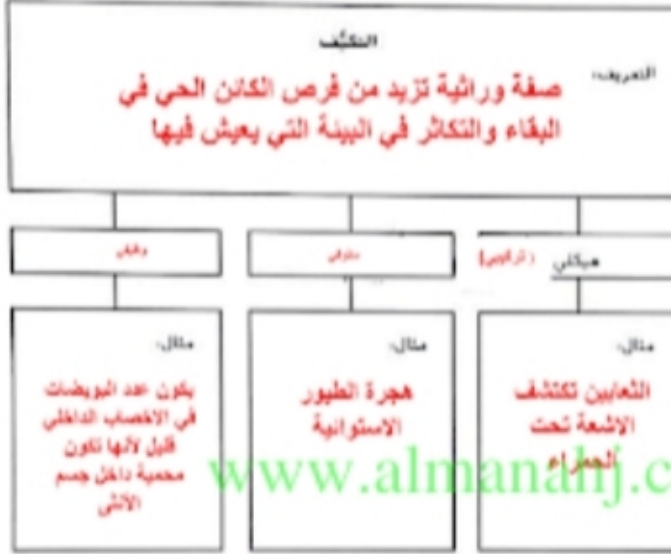 التكيُّف
التعريف:
صفة وراثية تزيد من فرص الكائن الحي في
البقاء والتكاثر في البيئة التي يعيش فيها
هيكلي (تركيبي)
سلوكي
وظيفي
مثال:
الثعابين تكتشف
الاشعة تحت
الحمراء
مثال:
هجرة الطيور
الاستوائية
مثال:
يكون عدد البويضات
في الاخصاب الداخلي
قليل لأنها تكون
محمية داخل جسم
الأنثى
www.almanahj.c